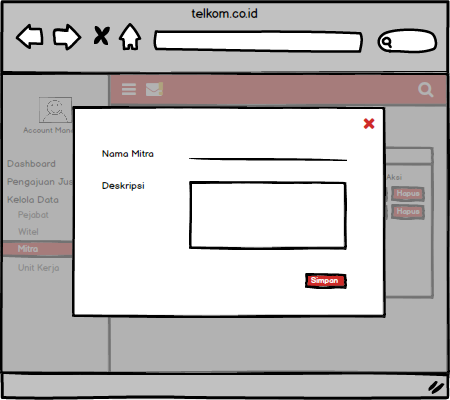 telkom.co.id
Account Mana
Dashboard
Pengajuan Jus
Kelola Data
Pejabat
Witel
Mitra
Unit Kerja
Nama Mitra
Deskripsi
Simpan
Aksi
Hapus
Hapus